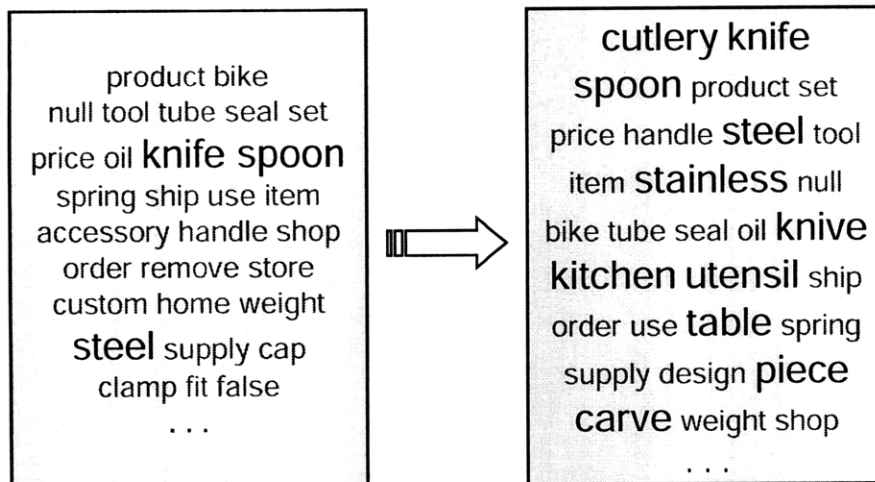 product bike
null tool tube seal set
price oil knife spoon
spring ship use item
accessory handle shop
order remove store
custom home weight
steel supply cap
clamp fit false
. . .
cutlery knife
spoon product set
price handle steel tool
item stainless null
bike tube seal oil knive
kitchen utensil ship
order use table spring
supply design piece
carve weight shop
. . .